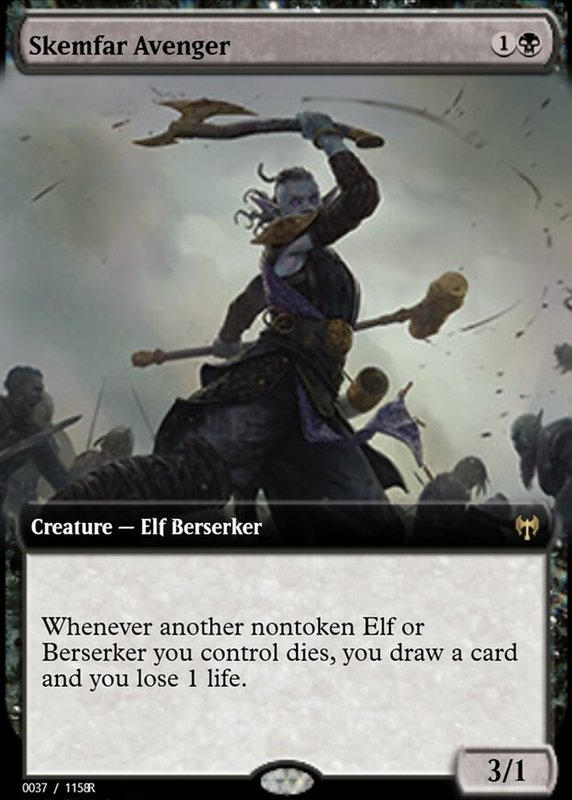 Skemfar Avenger 1
Creature — Elf Berserker
Whenever another nontoken Elf or
Berserker you control dies, you draw a card
and you lose 1 life.
3/1
0037 / 1158R